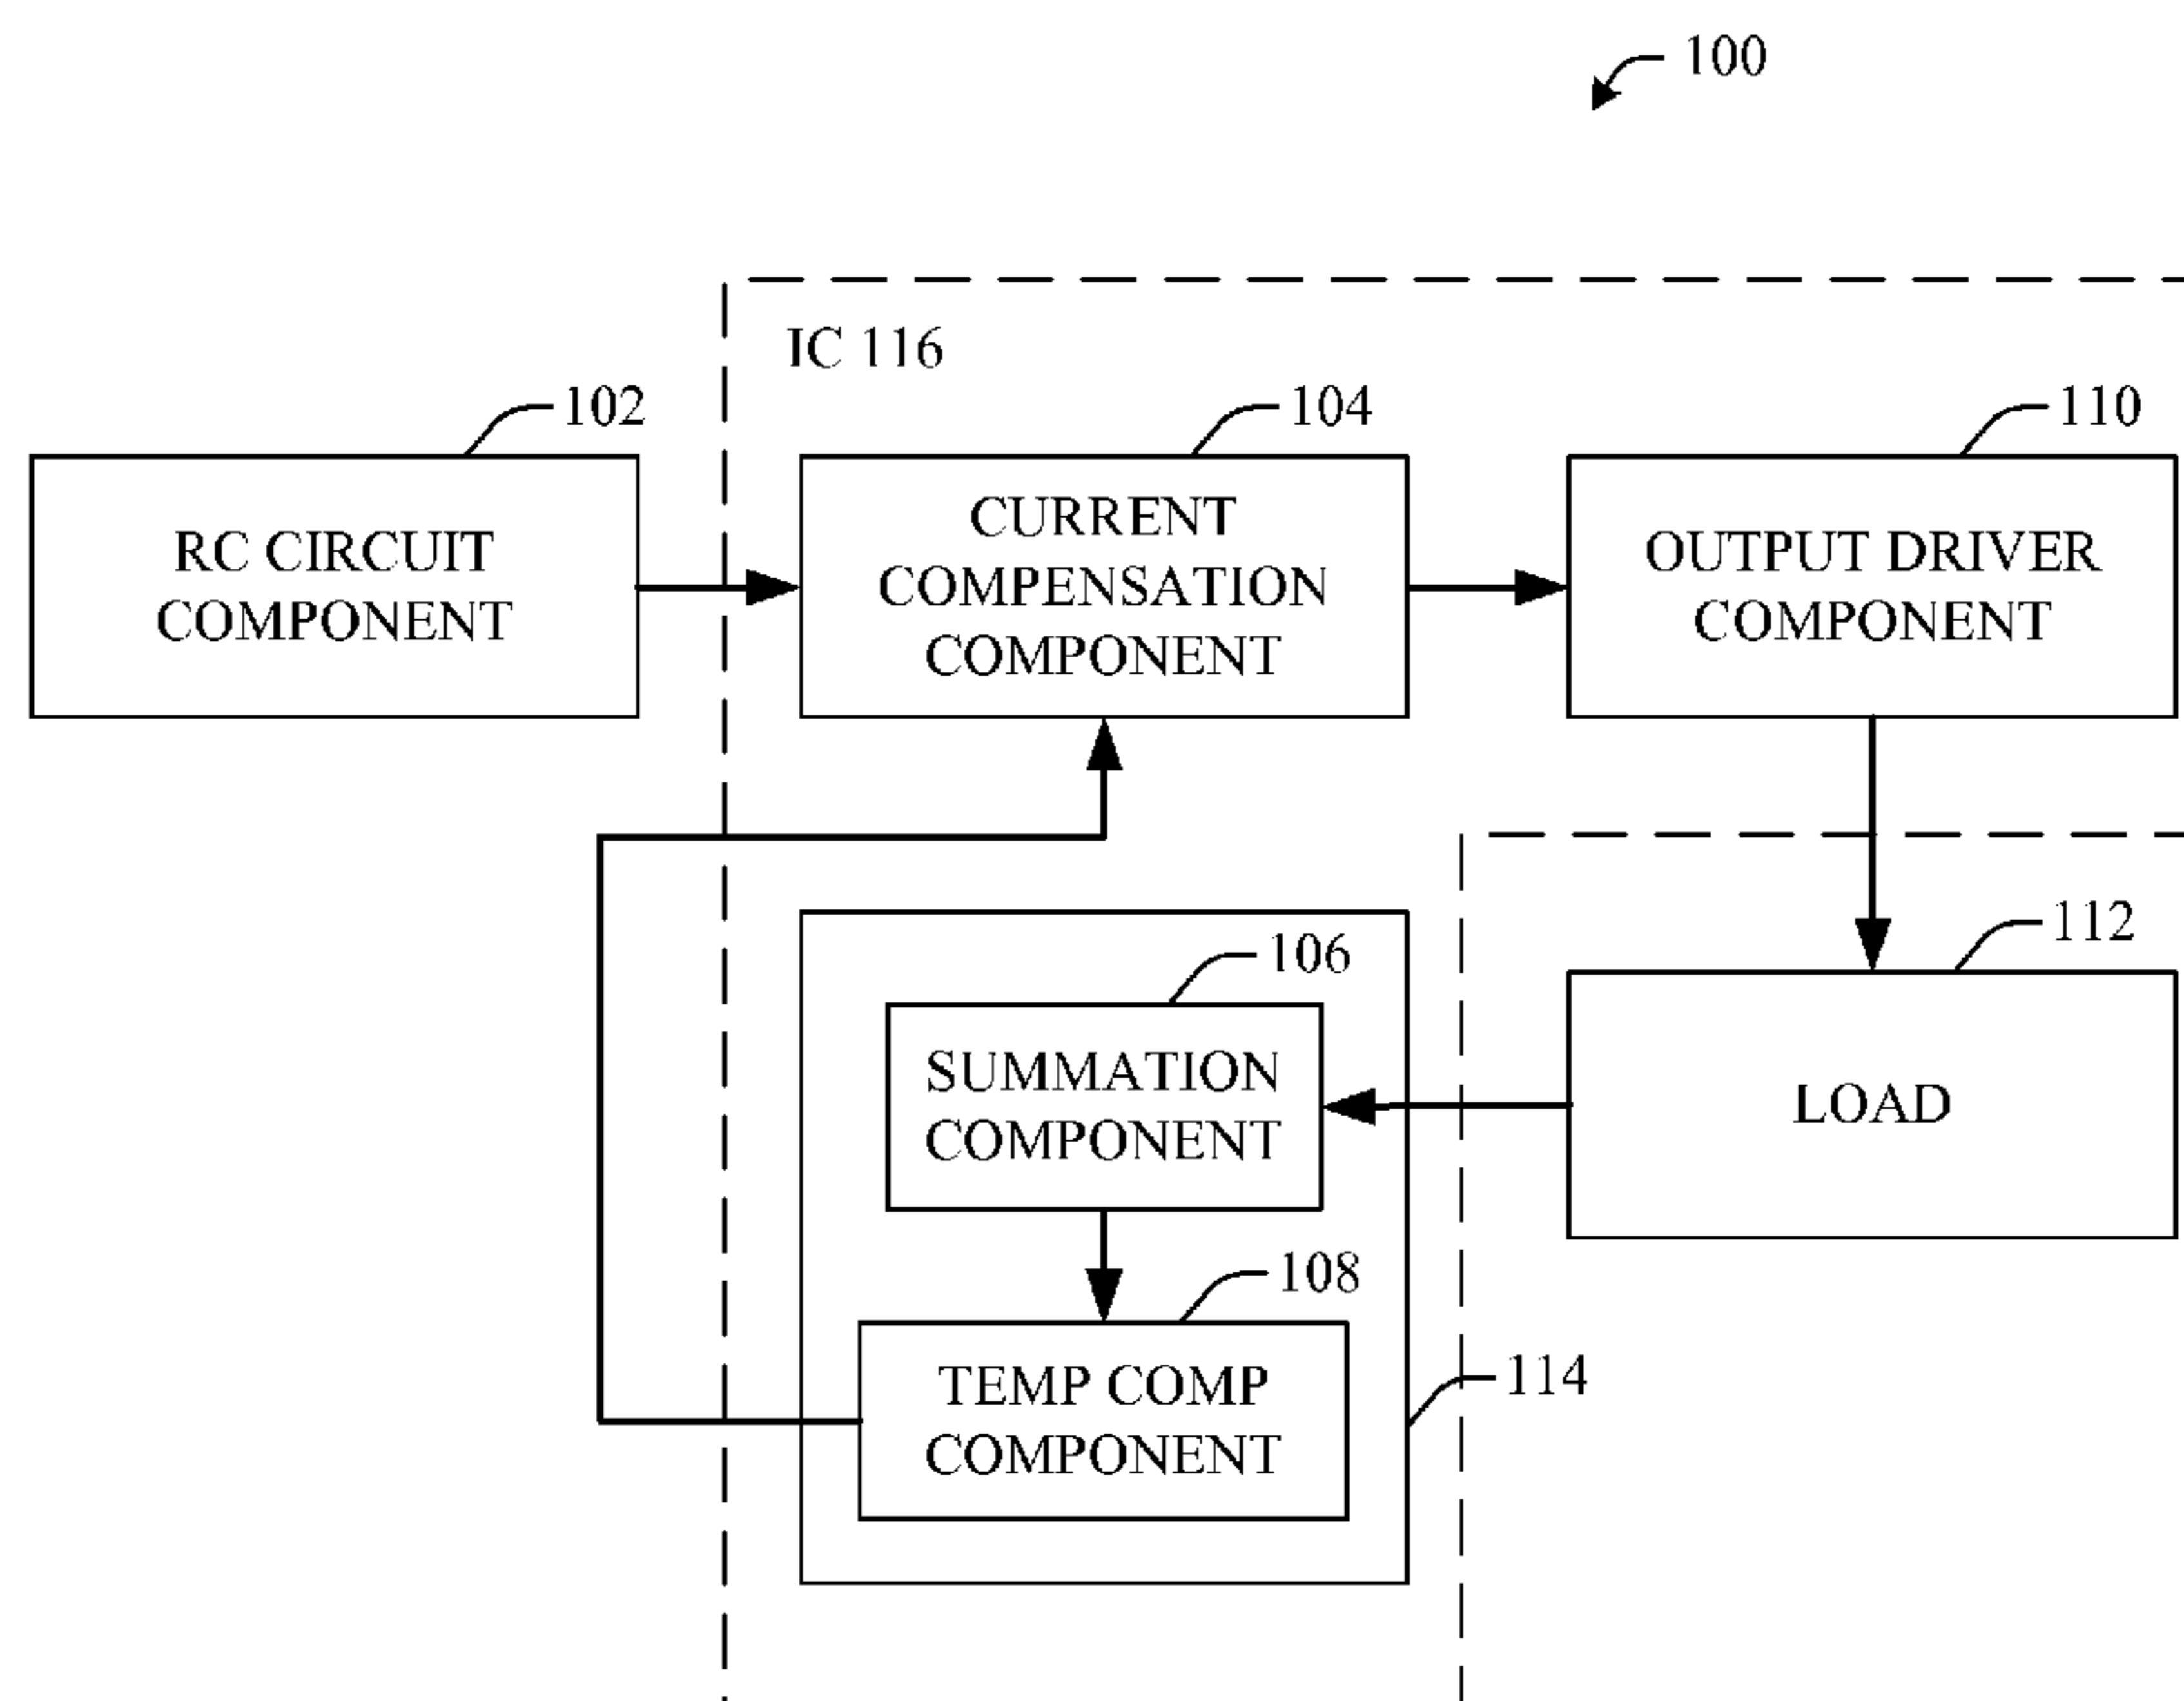 100
IC 116
102
104
110
RC CIRCUIT
COMPONENT
CURRENT
COMPENSATION
COMPONENT
OUTPUT DRIVER
COMPONENT
112
106
SUMMATION
COMPONENT
LOAD
108
TEMP COMP
COMPONENT
114